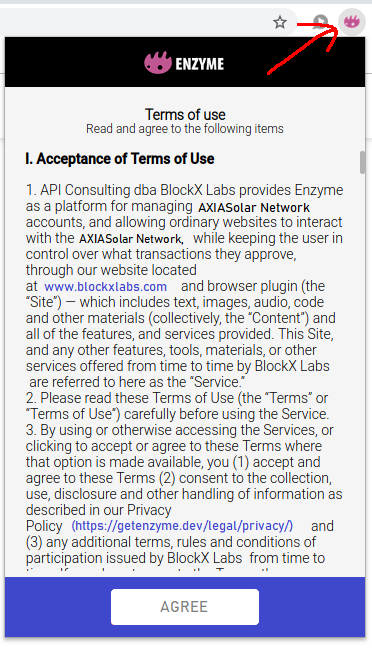 ENZYME
Terms of use
Read and agree to the following items
I. Acceptance of Terms of Use
1. API Consulting dba BlockX Labs provides Enzyme
as a platform for managing AXIASolar Network
accounts, and allowing ordinary websites to interact
with the AXIASolar Network, while keeping the user in
control over what transactions they approve,
through our website located
at www.blockxlabs.com and browser plugin (the
“Site”) — which includes text, images, audio, code
and other materials (collectively, the “Content”) and
all of the features, and services provided. This Site,
and any other features, tools, materials, or other
services offered from time to time by BlockX Labs
are referred to here as the “Service.”
2. Please read these Terms of Use (the “Terms” or
“Terms of Use”) carefully before using the Service.
3. By using or otherwise accessing the Services, or
clicking to accept or agree to these Terms where
that option is made available, you (1) accept and
agree to these Terms (2) consent to the collection,
use, disclosure and other handling of information as
described in our Privacy
Policy (https://getenzyme.dev/legal/privacy/) and
(3) any additional terms, rules and conditions of
participation issued by BlockX Labs from time to
AGREE